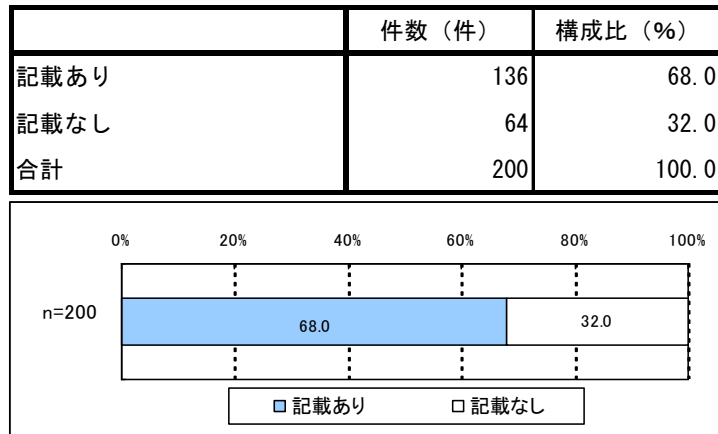 件数（件） 構成比（%）
記載あり 136 68.0
記載なし 64 32.0
合計 200 100.0
0% 20% 40% 60% 80% 100%
n=200 68.0 32.0
記載あり 記載なし